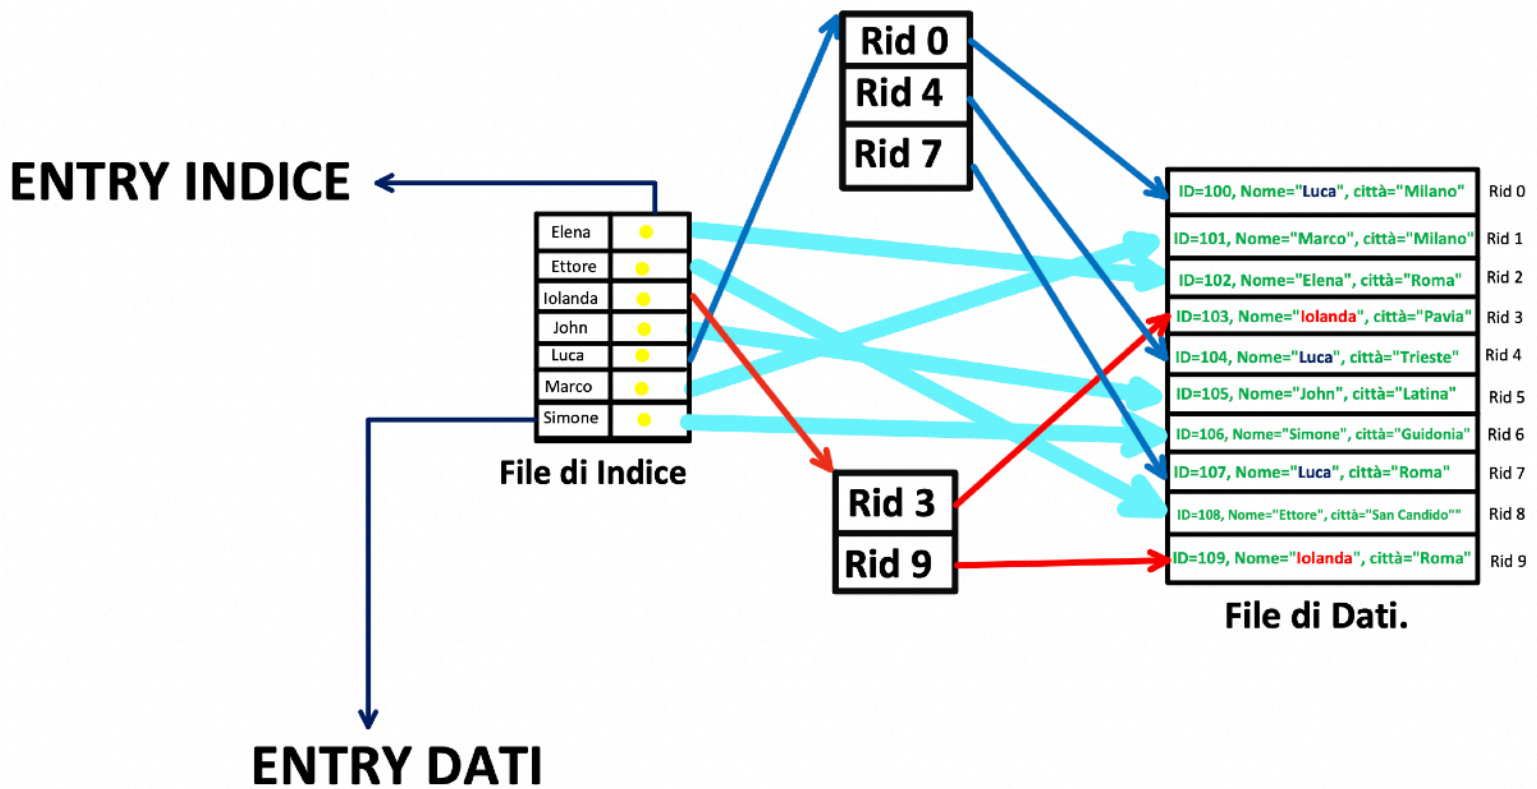 Rid 0
Rid 4
Rid 7
ENTRY INDICE
Elena
Ettore
Iolanda
John
Luca
Marco
Simone
File di Indice
Rid 3
Rid 9
ID=100, Nome="Luca", città="Milano" Rid 0
ID=101, Nome="Marco", città="Milano" Rid 1
ID=102, Nome="Elena", città="Roma" Rid 2
ID=103, Nome="Iolanda", città="Pavia" Rid 3
ID=104, Nome="Luca", città="Trieste" Rid 4
ID=105, Nome="John", città="Latina" Rid 5
ID=106, Nome="Simone", città="Guidonia" Rid 6
ID=107, Nome="Luca", città="Roma" Rid 7
ID=108, Nome="Ettore", città="San Candido"" Rid 8
ID=109, Nome="Iolanda", città="Roma" Rid 9
File di Dati.
ENTRY DATI